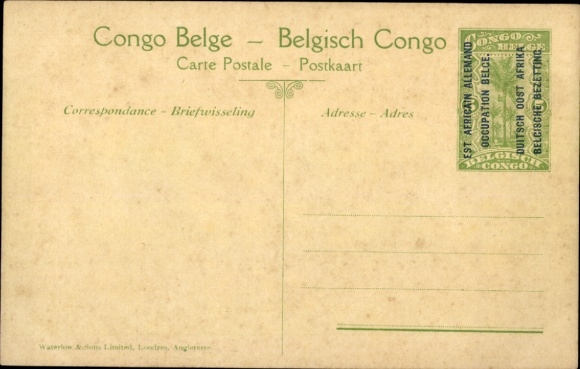 Congo Belge – Belgisch Congo
Carte Postale – Postkaart
Correspondance – Briefwisseling
Adresse – Adres
CONGO BELGE
EST AFRICAIN ALLEMAND
OCCUPATION BELGE.
DUITSCH OOST AFRIKA
BELGISCHE BEZETTING
BELGISCH CONGO
Waterlow & Sons Limited, Londres, Angleterre.